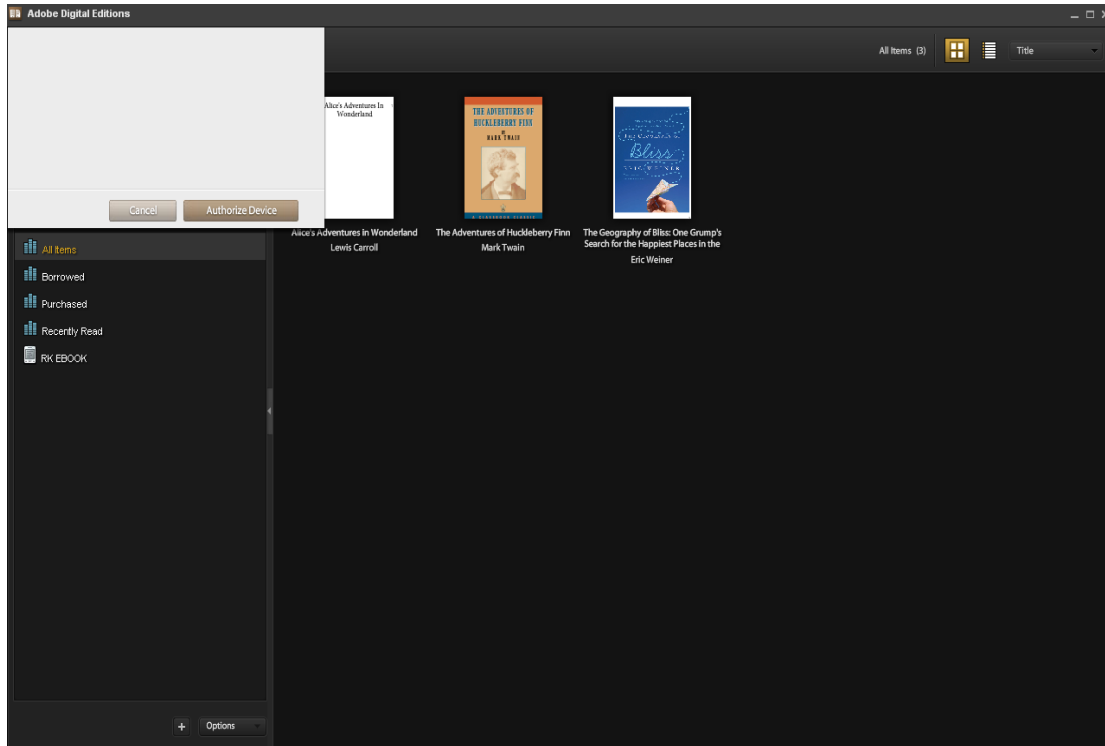 Adobe Digital Editions
All Items (3)
Title
Cancel
Authorize Device
All Items
Borrowed
Purchased
Recently Read
RK EBOOK
Alice's Adventures In
Wonderland
THE ADVENTURES OF
HUCKLEBERRY FINN
BY
MARK TWAIN
Bliss
ERIC WEINER
Alice's Adventures in Wonderland
Lewis Carroll
The Adventures of Huckleberry Finn
Mark Twain
The Geography of Bliss: One Grump's
Search for the Happiest Places in the
Eric Weiner
Options